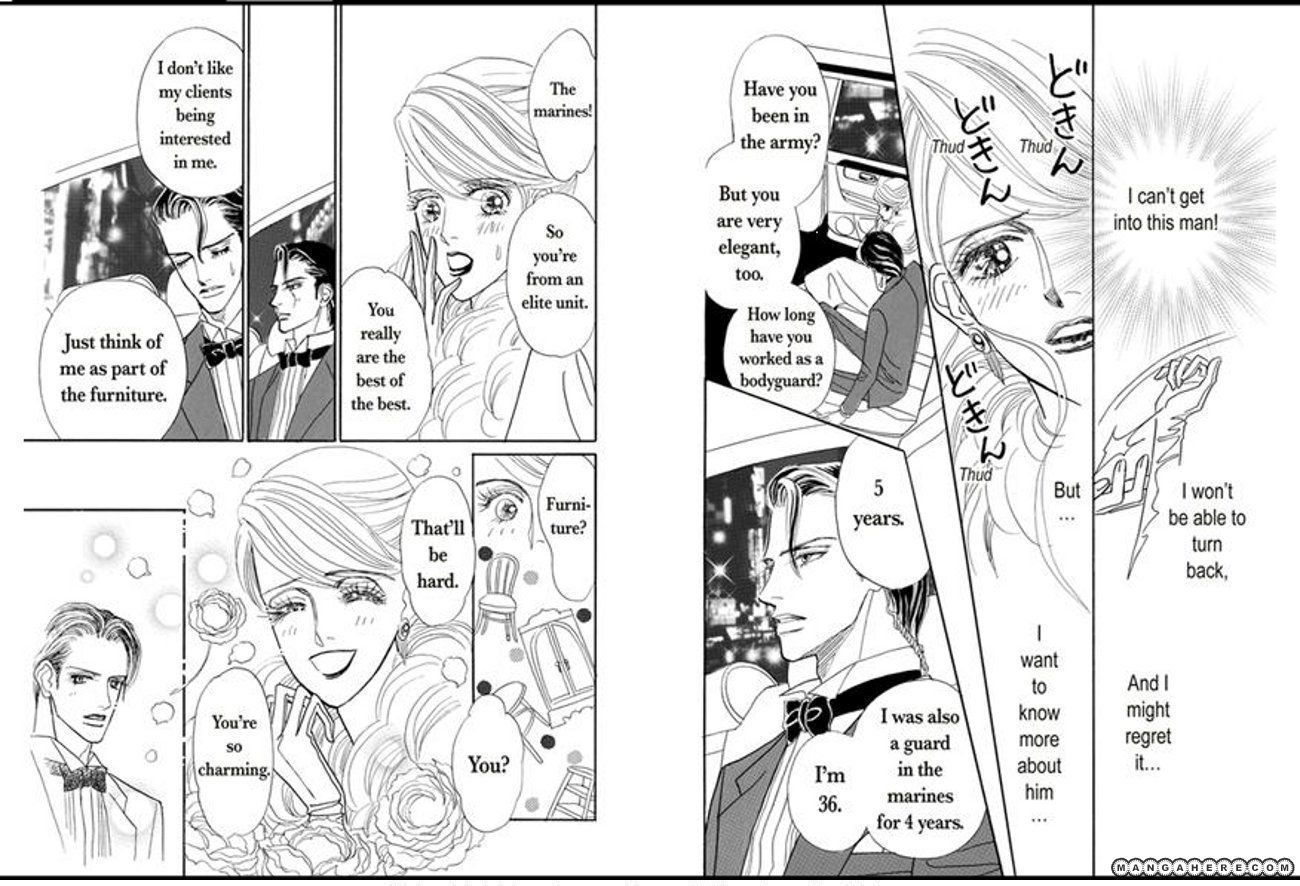 I can't get
into this man!
I won't
be able to
turn
back,
And I
might
regret
it...
どきん
Thud
どきん
Thud
どきん
Thud
But
...
I
want
to
know
more
about
him
...
Have you
been in
the army?
But you
are very
elegant,
too.
How long
have you
worked as a
bodyguard?
5
years.
I was also
a guard
in the
marines
for 4 years.
I'm
36.
The
marines!
So
you're
from an
elite unit.
You
really
are the
best of
the best.
I don't like
my clients
being
interested
in me.
Just think of
me as part of
the furniture.
Furni-
ture?
You?
That'll
be
hard.
You're
so
charming.
MANGAHERE.COM